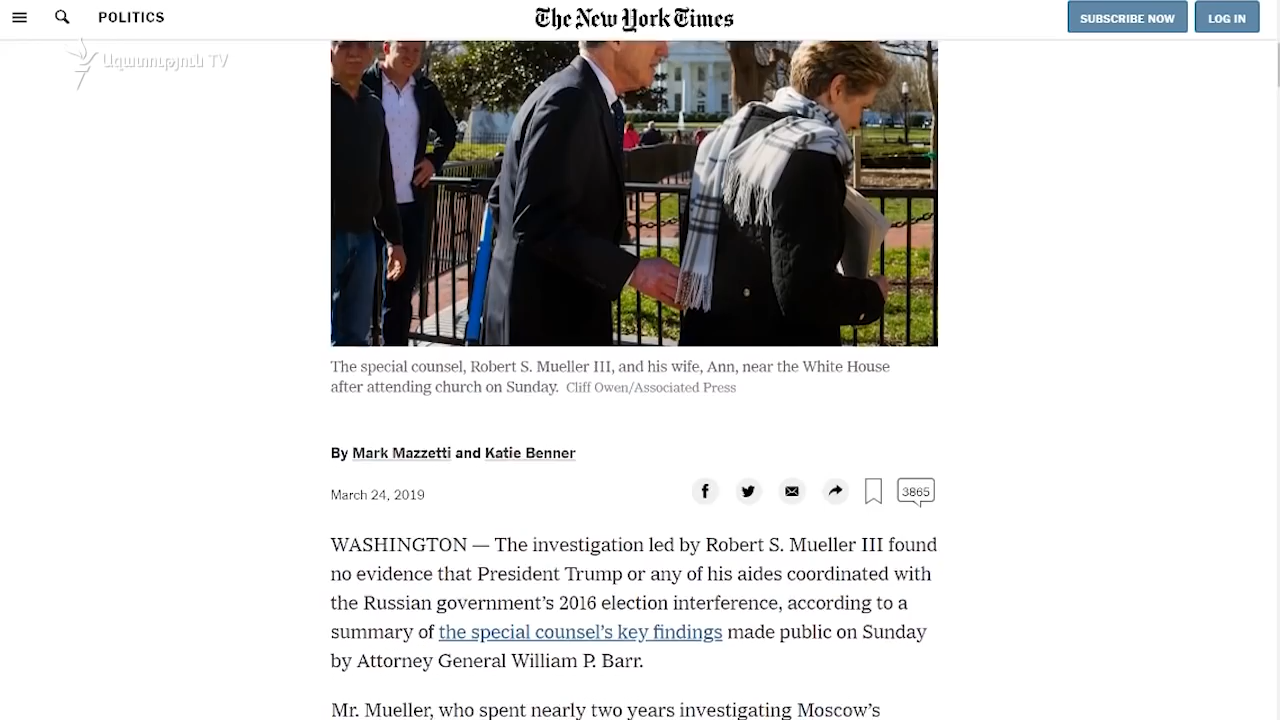 POLITICS
The New York Times
SUBSCRIBE NOW
LOG IN
Ազատություն TV
The special counsel, Robert S. Mueller III, and his wife, Ann, near the White House
after attending church on Sunday. Cliff Owen/Associated Press
By Mark Mazzetti and Katie Benner
March 24, 2019
3865
WASHINGTON — The investigation led by Robert S. Mueller III found
no evidence that President Trump or any of his aides coordinated with
the Russian government’s 2016 election interference, according to a
summary of the special counsel’s key findings made public on Sunday
by Attorney General William P. Barr.
Mr. Mueller, who spent nearly two years investigating Moscow’s